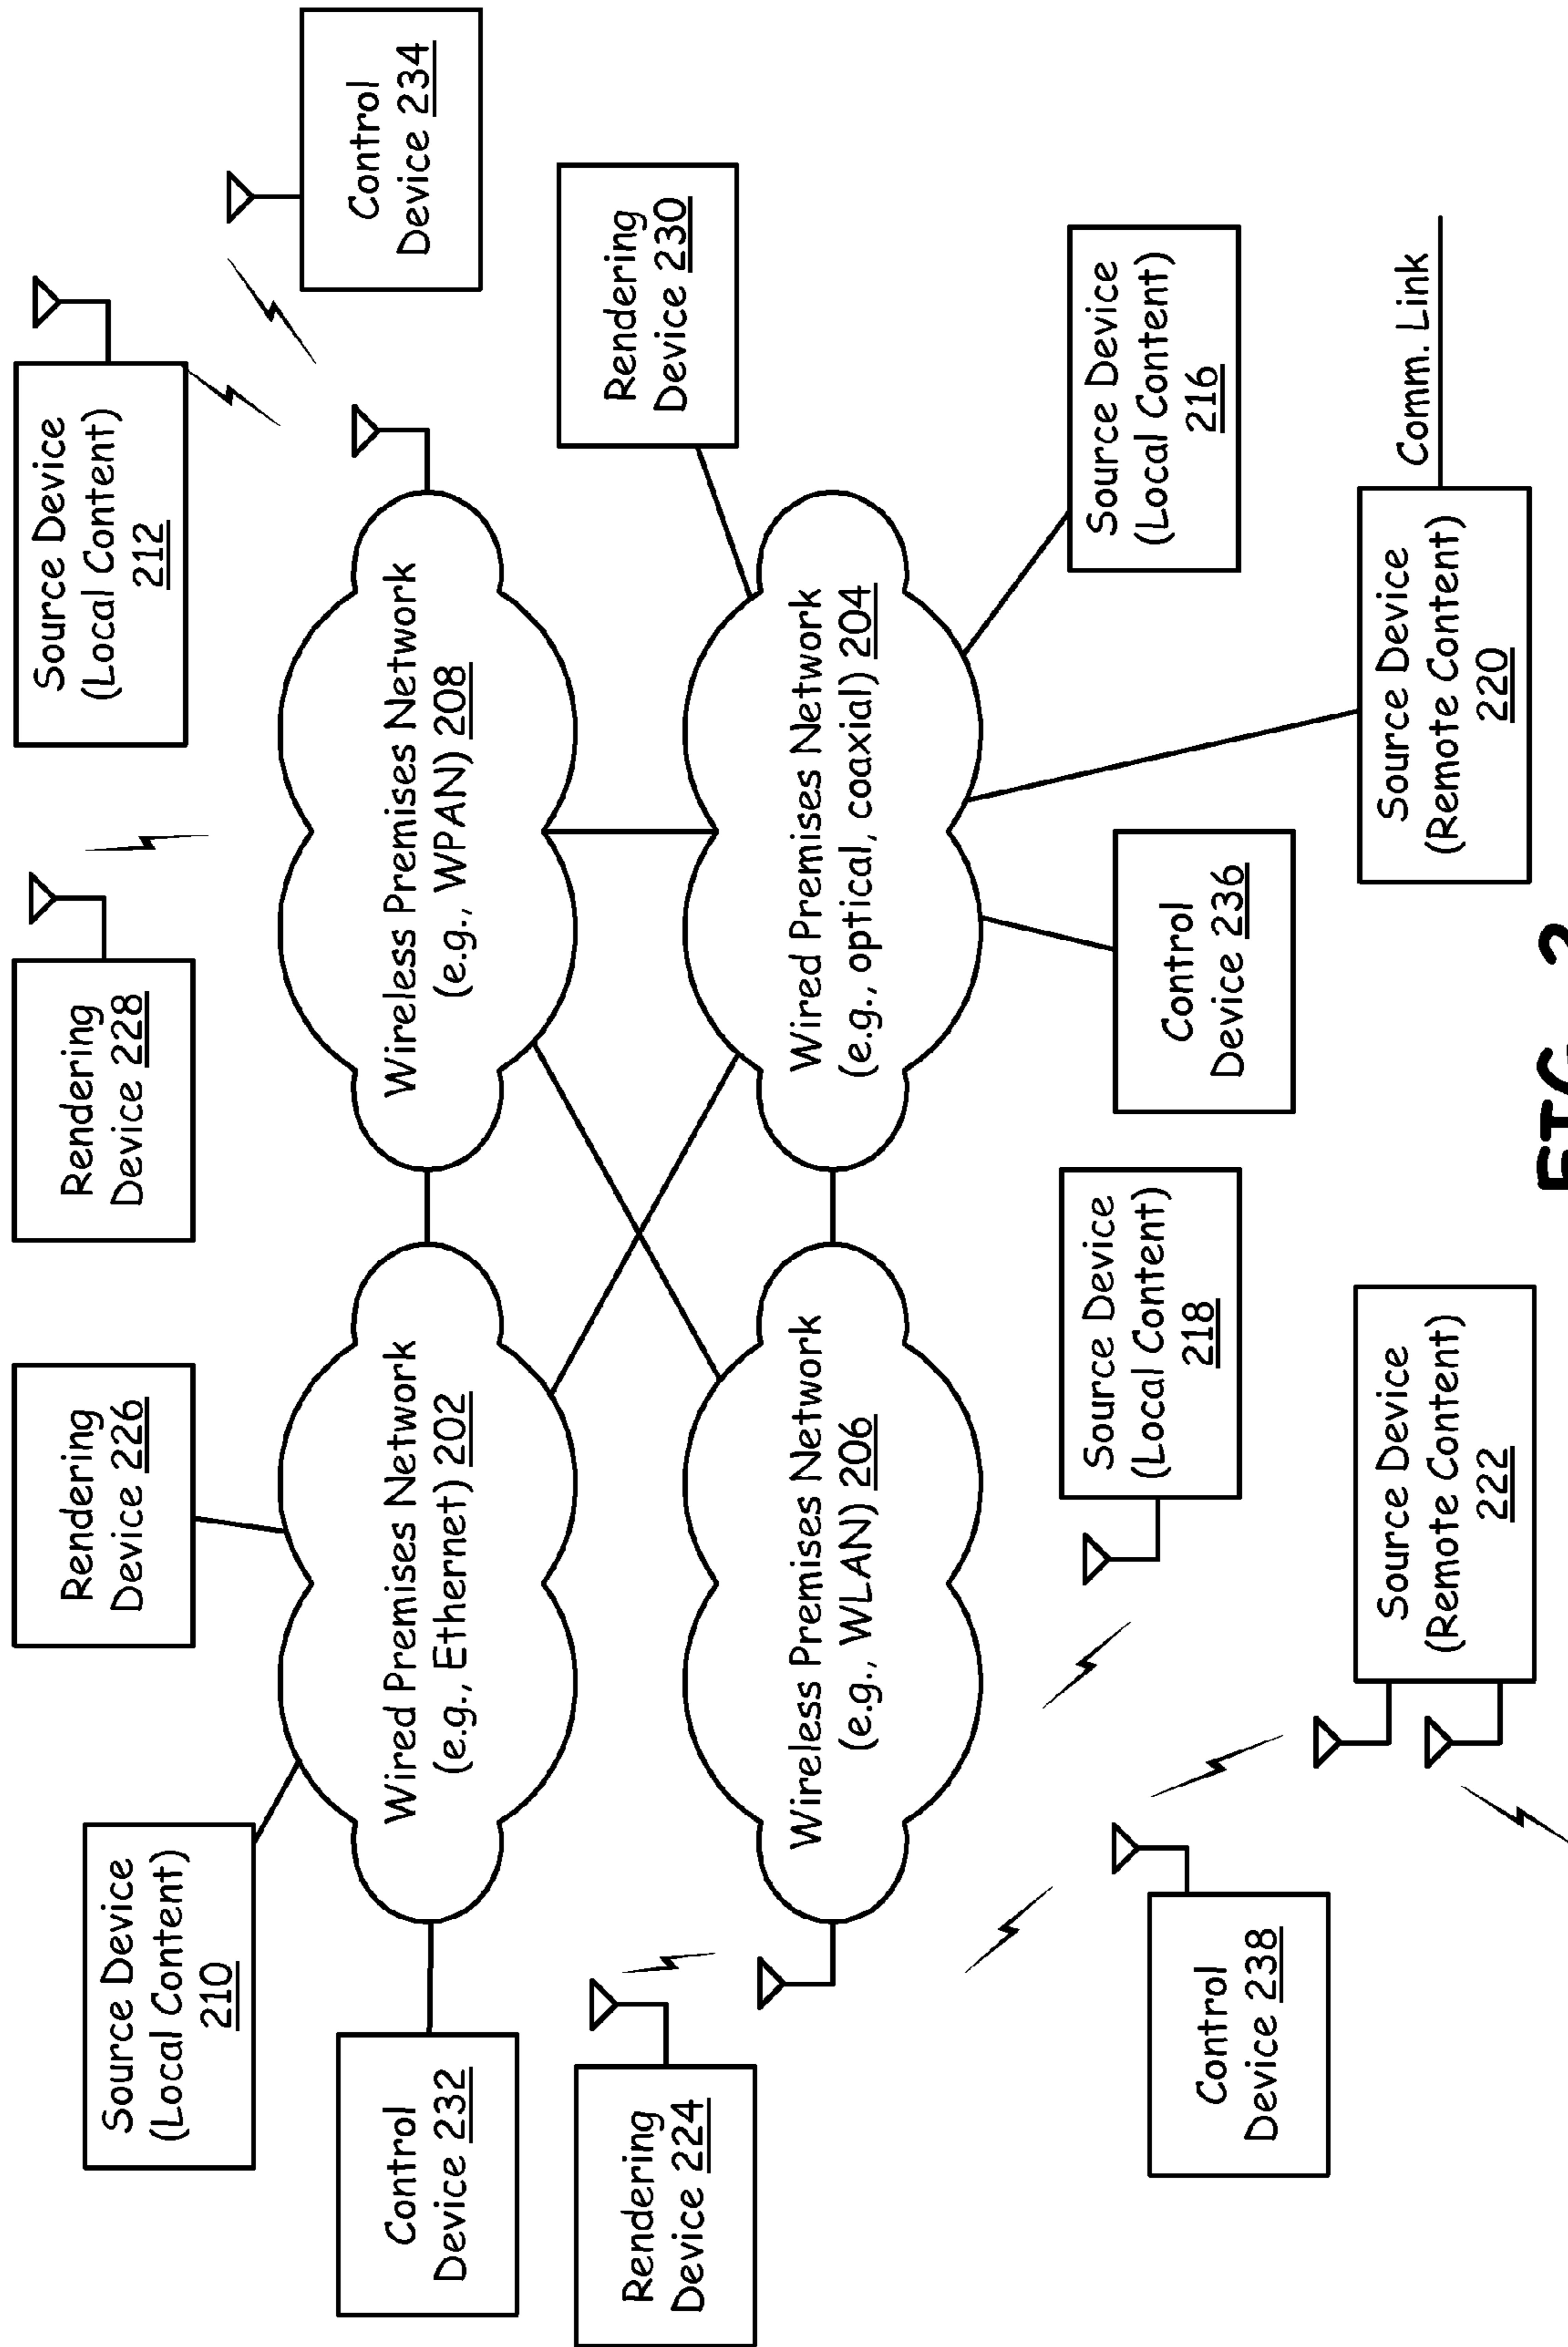 Source Device
(Local Content)
210
Rendering
Device 226
Rendering
Device 228
Source Device
(Local Content)
212
Control
Device 232
Wired Premises Network
(e.g., Ethernet) 202
Wireless Premises Network
(e.g., WPAN) 208
Control
Device 234
Rendering
Device 224
Wireless Premises Network
(e.g., WLAN) 206
Wired Premises Network
(e.g., optical, coaxial) 204
Rendering
Device 230
Control
Device 238
Source Device
(Local Content)
218
Control
Device 236
Source Device
(Local Content)
216
Source Device
(Remote Content)
222
Source Device
(Remote Content)
220
Comm. Link
FIG. 2